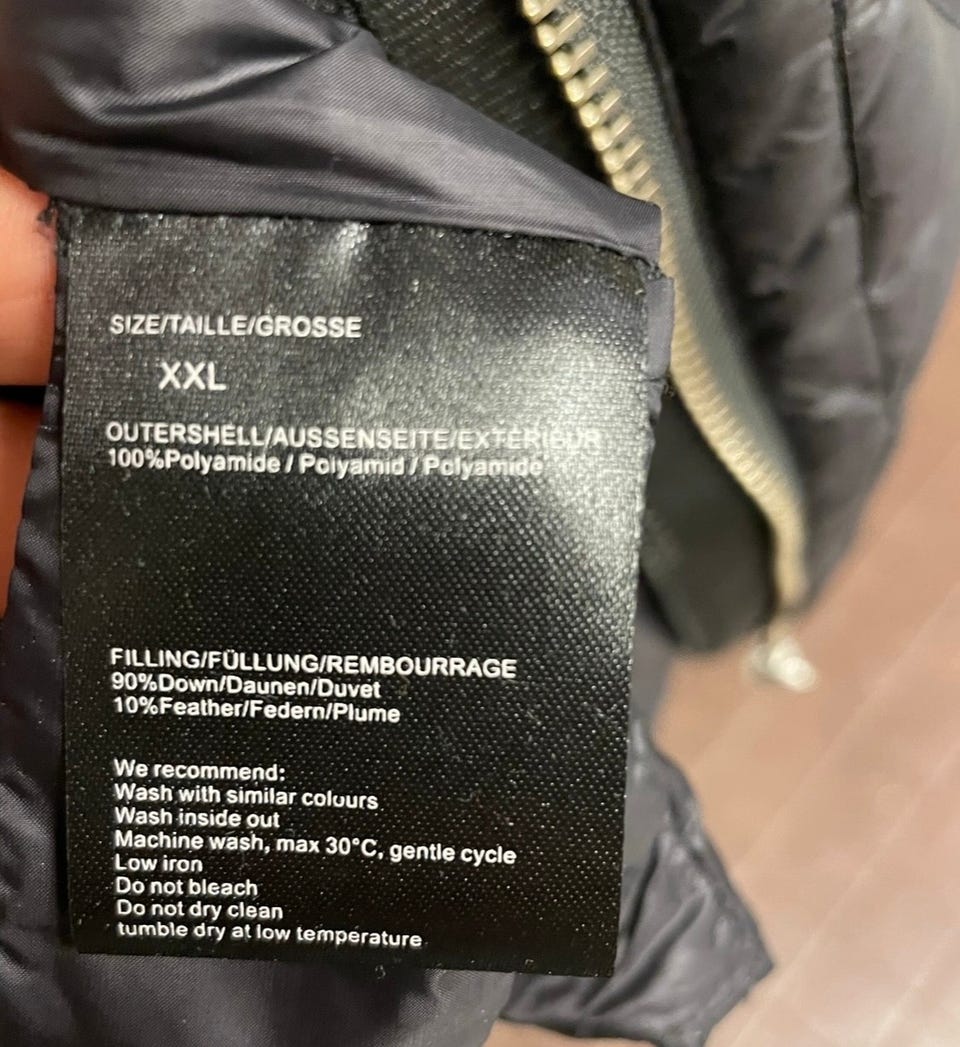 SIZE/TAILLE/GROSSE
XXL
OUTERSHELL/AUSSENSEITE/EXTERIEUR
100%Polyamide / Polyamid / Polyamide
FILLING/FÜLLUNG/REMBOURRAGE
90%Down/Daunen/Duvet
10%Feather/Federn/Plume
We recommend:
Wash with similar colours
Wash inside out
Machine wash, max 30°C, gentle cycle
Low iron
Do not bleach
Do not dry clean
tumble dry at low temperature